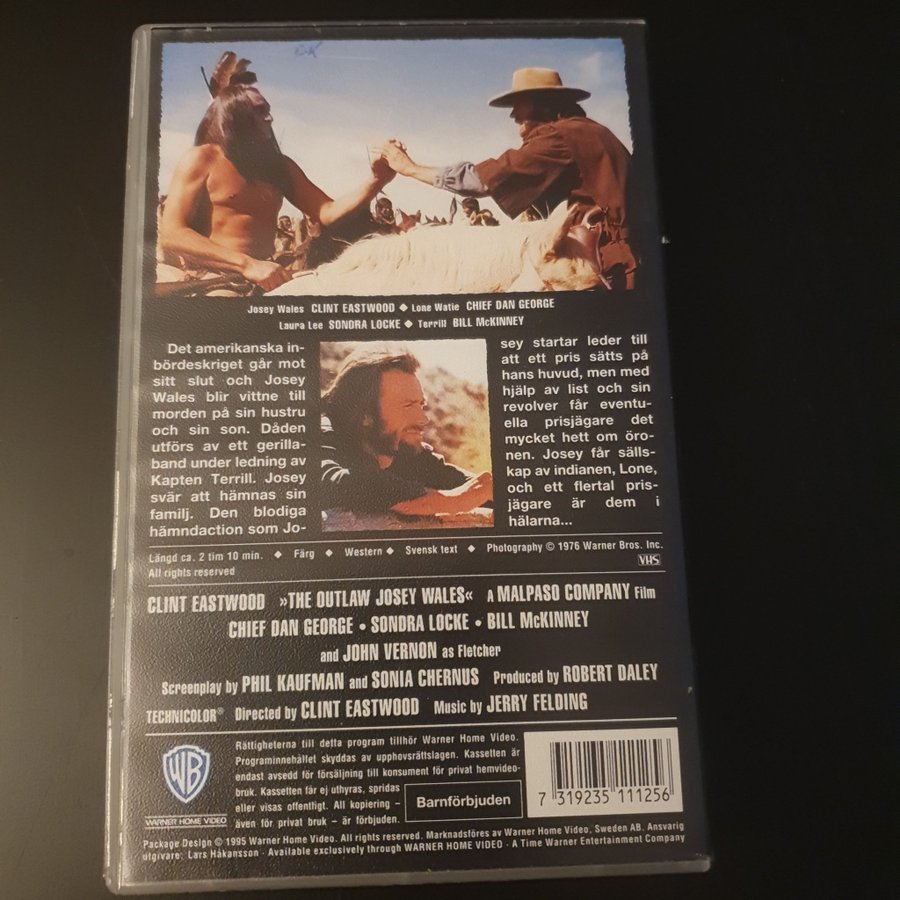 Josey Wales CLINT EASTWOOD ◆ Lone Watie CHIEF DAN GEORGE
Laura Lee SONDRA LOCKE ◆ Terrill BILL McKINNEY
Det amerikanska in-
bördeskriget går mot
sitt slut och Josey
Wales blir vittne till
morden på sin hustru
och sin son. Dåden
utförs av ett gerilla-
band under ledning av
Kapten Terrill. Josey
svär att hämnas sin
familj. Den blodiga
hämndaction som Jo-
sey startar leder till
att ett pris sätts på
hans huvud, men med
hjälp av list och sin
revolver får eventu-
ella prisjägare det
mycket hett om öro-
nen. Josey får sälls-
kap av indianen, Lone,
och ett flertal pris-
jägare är dem i
hälarna...
Längd ca. 2 tim 10 min. ◆ Färg ◆ Western ◆ Svensk text ◆ Photography © 1976 Warner Bros. Inc.
All rights reserved
VHS
CLINT EASTWOOD »THE OUTLAW JOSEY WALES« A MALPASO COMPANY Film
CHIEF DAN GEORGE • SONDRA LOCKE • BILL McKINNEY
and JOHN VERNON as Fletcher
Screenplay by PHIL KAUFMAN and SONIA CHERNUS Produced by ROBERT DALEY
TECHNICOLOR® Directed by CLINT EASTWOOD Music by JERRY FELDING
WB
WARNER HOME VIDEO
Rättigheterna till detta program tillhör Warner Home Video.
Programinnehållet skyddas av upphovsrättslagen. Kassetten är
endast avsedd för försäljning till konsument för privat hemvideo-
bruk. Kassetten får ej uthyras, spridas
eller visas offentligt. All kopiering –
även för privat bruk – är förbjuden.
Barnförbjuden
7 319235 111256
Package Design © 1995 Warner Home Video. All rights reserved. Marknadsföres av Warner Home Video, Sweden AB. Ansvarig
utgivare: Lars Håkansson · Available exclusively through WARNER HOME VIDEO · A Time Warner Entertainment Company